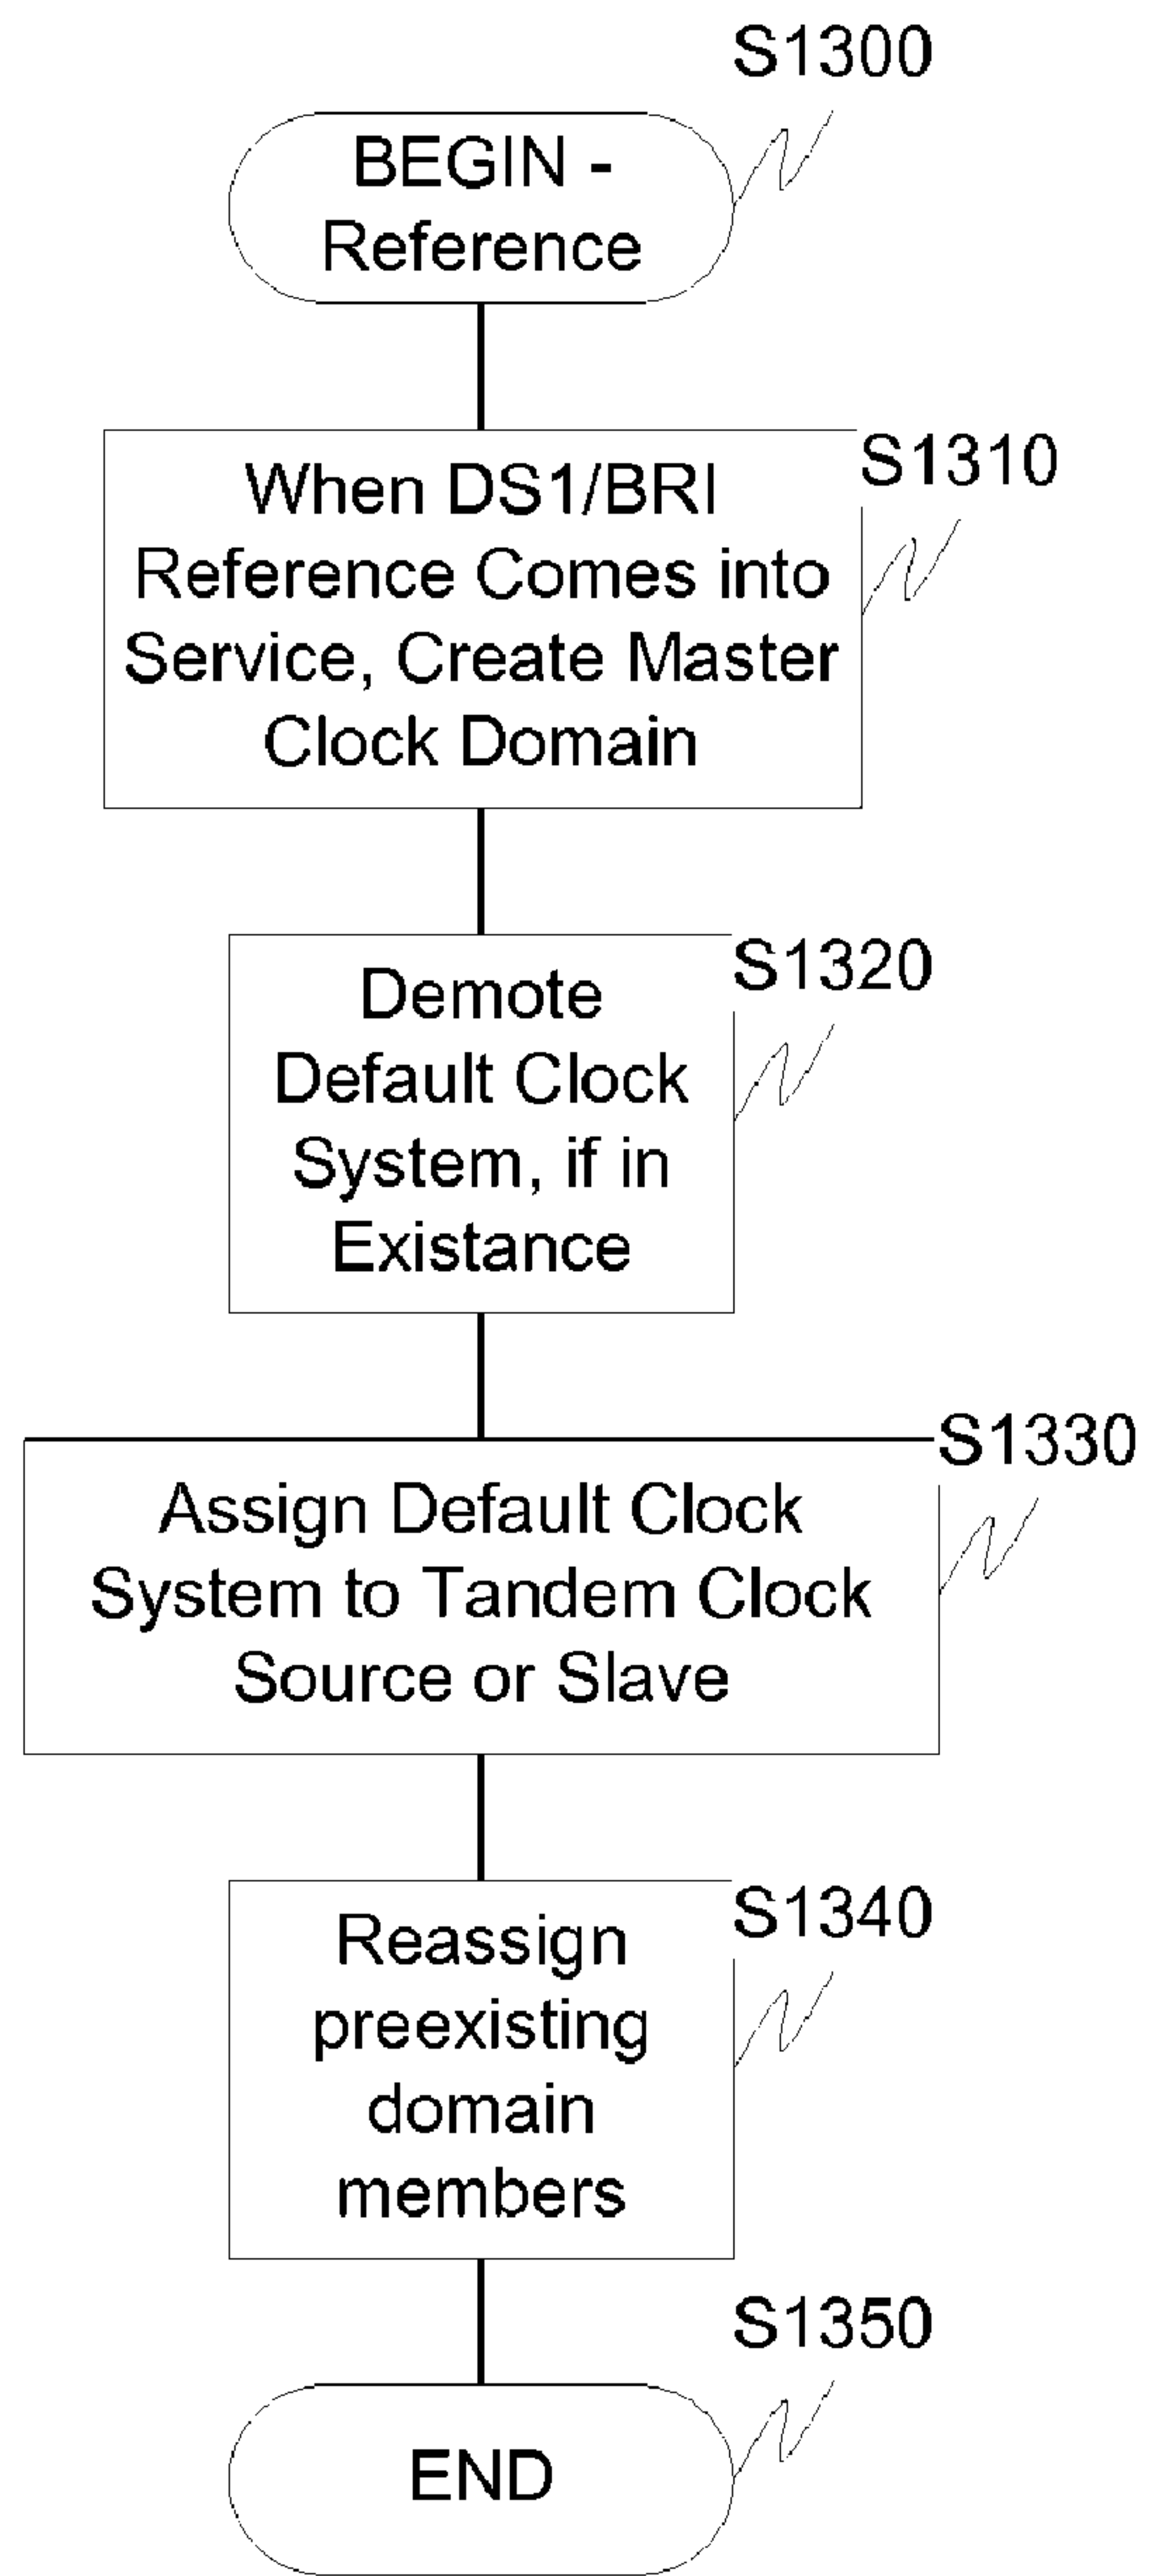 S1300
BEGIN -
Reference
S1310
When DS1/BRI
Reference Comes into
Service, Create Master
Clock Domain
S1320
Demote
Default Clock
System, if in
Existance
S1330
Assign Default Clock
System to Tandem Clock
Source or Slave
S1340
Reassign
preexisting
domain
members
S1350
END